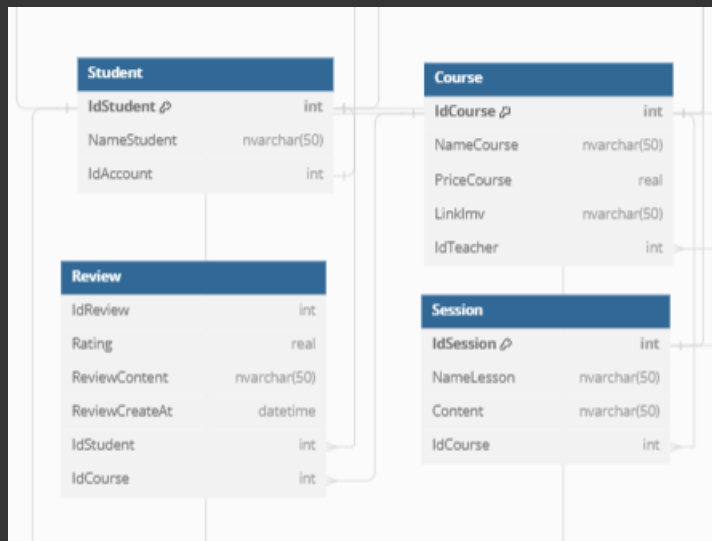 Student
IdStudent int
NameStudent nvarchar(50)
IdAccount int
Course
IdCourse int
NameCourse nvarchar(50)
PriceCourse real
LinkImv nvarchar(50)
IdTeacher int
Review
IdReview int
Rating real
ReviewContent nvarchar(50)
ReviewCreateAt datetime
IdStudent int
IdCourse int
Session
IdSession int
NameLesson nvarchar(50)
Content nvarchar(50)
IdCourse int